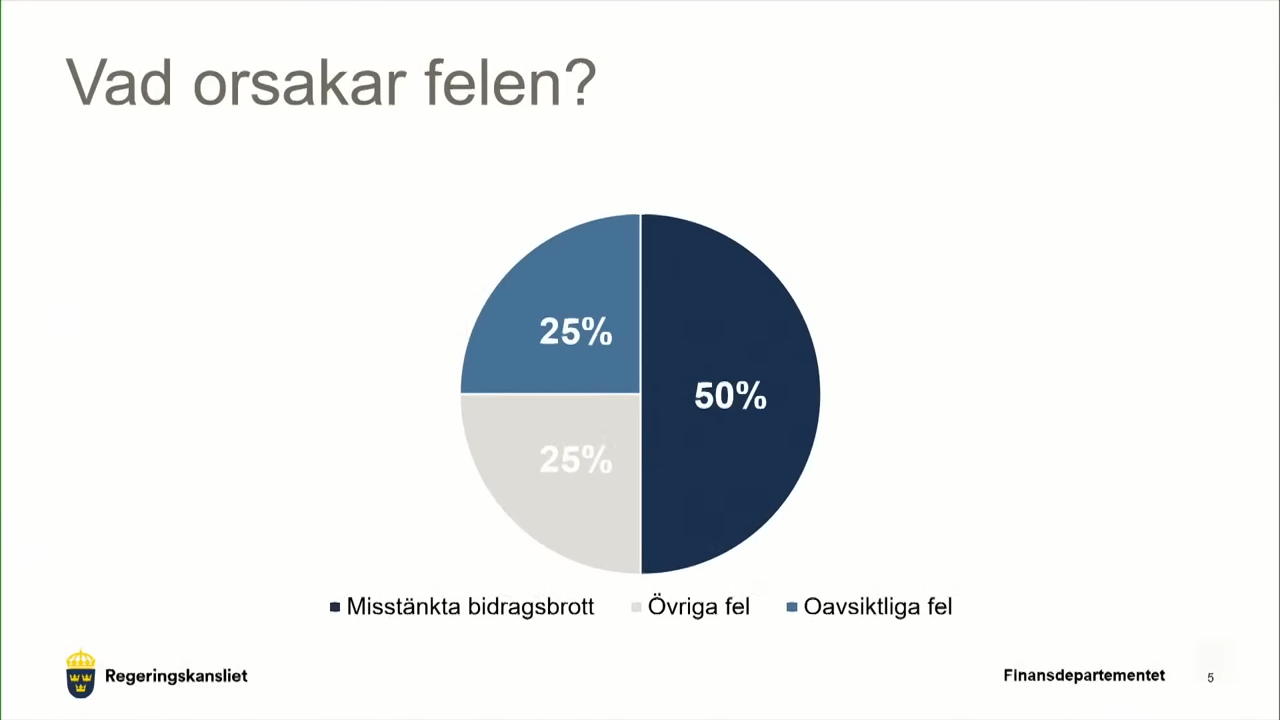 Vad orsakar felen?
25%
50%
25%
Misstänkta bidragsbrott Övriga fel Oavsiktliga fel
Regeringskansliet
Finansdepartementet 5